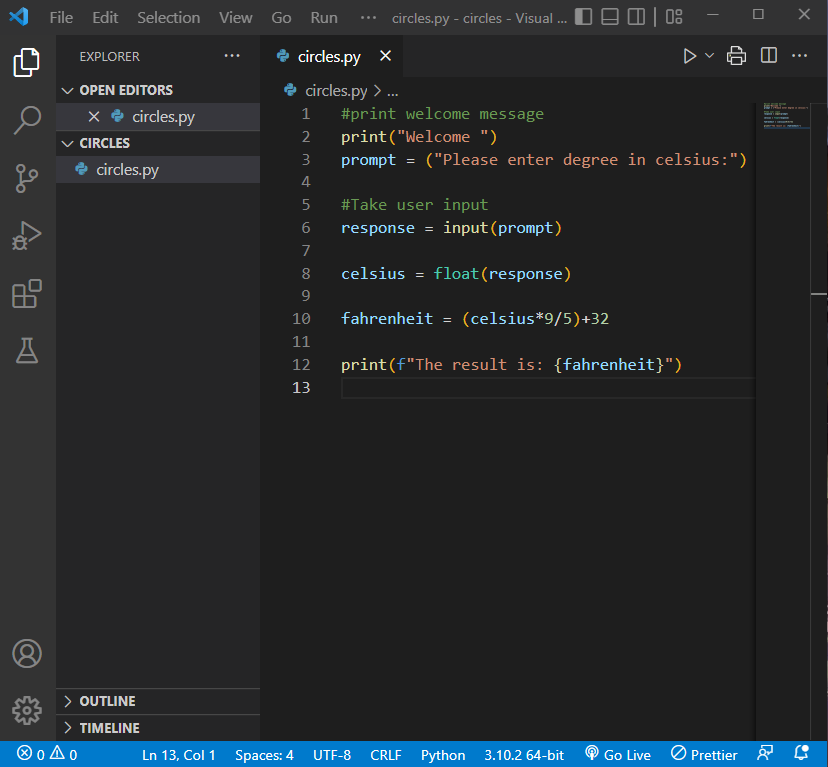 File Edit Selection View Go Run ··· circles.py - circles - Visual ...
EXPLORER ···
OPEN EDITORS
circles.py
CIRCLES
circles.py
OUTLINE
TIMELINE
circles.py
circles.py > ...
1 #print welcome message
2 print("Welcome ")
3 prompt = ("Please enter degree in celsius:")
4
5 #Take user input
6 response = input(prompt)
7
8 celsius = float(response)
9
10 fahrenheit = (celsius*9/5)+32
11
12 print(f"The result is: {fahrenheit}")
13
0 0 Ln 13, Col 1 Spaces: 4 UTF-8 CRLF Python 3.10.2 64-bit Go Live Prettier